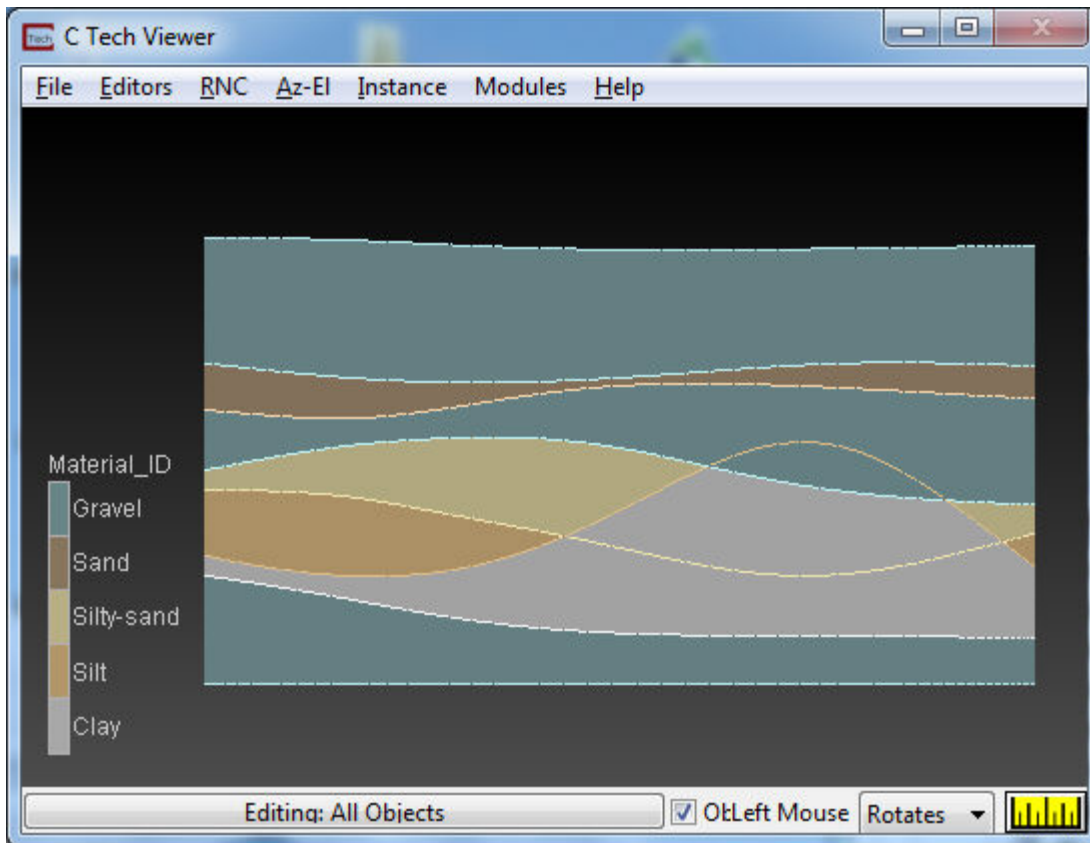 Tech C Tech Viewer
File Editors RNC Az-El Instance Modules Help
Material_ID
Gravel
Sand
Silty-sand
Silt
Clay
Editing: All Objects
Left Mouse Rotates